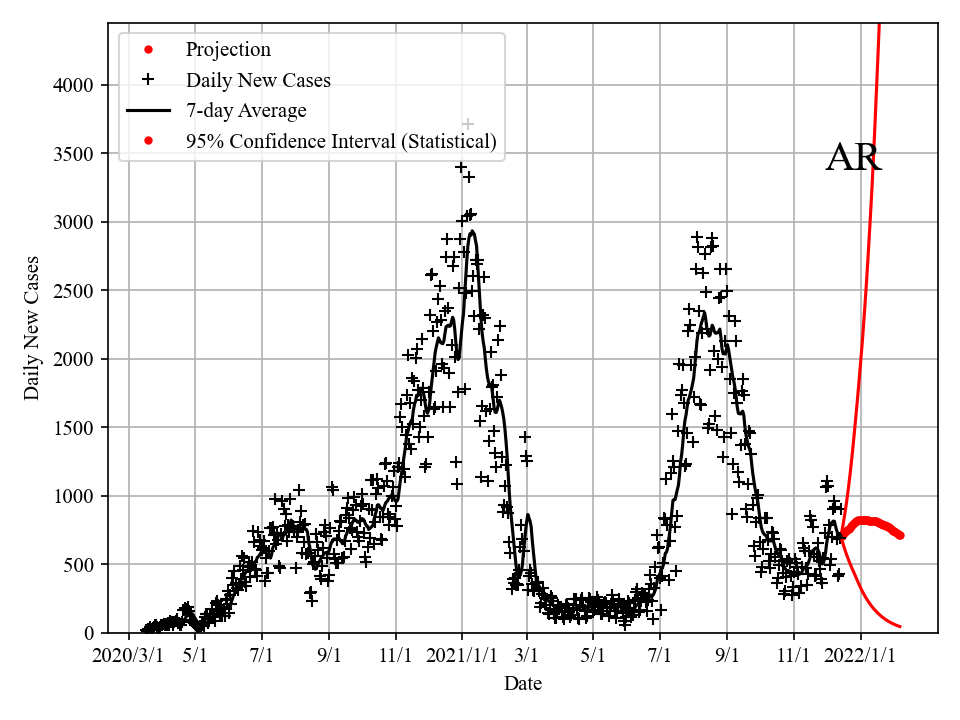 Projection
Daily New Cases
7-day Average
95% Confidence Interval (Statistical)
AR
4000
3500
3000
2500
2000
1500
1000
500
0
Daily New Cases
2020/3/1 5/1 7/1 9/1 11/1 2021/1/1 3/1 5/1 7/1 9/1 11/1 2022/1/1
Date